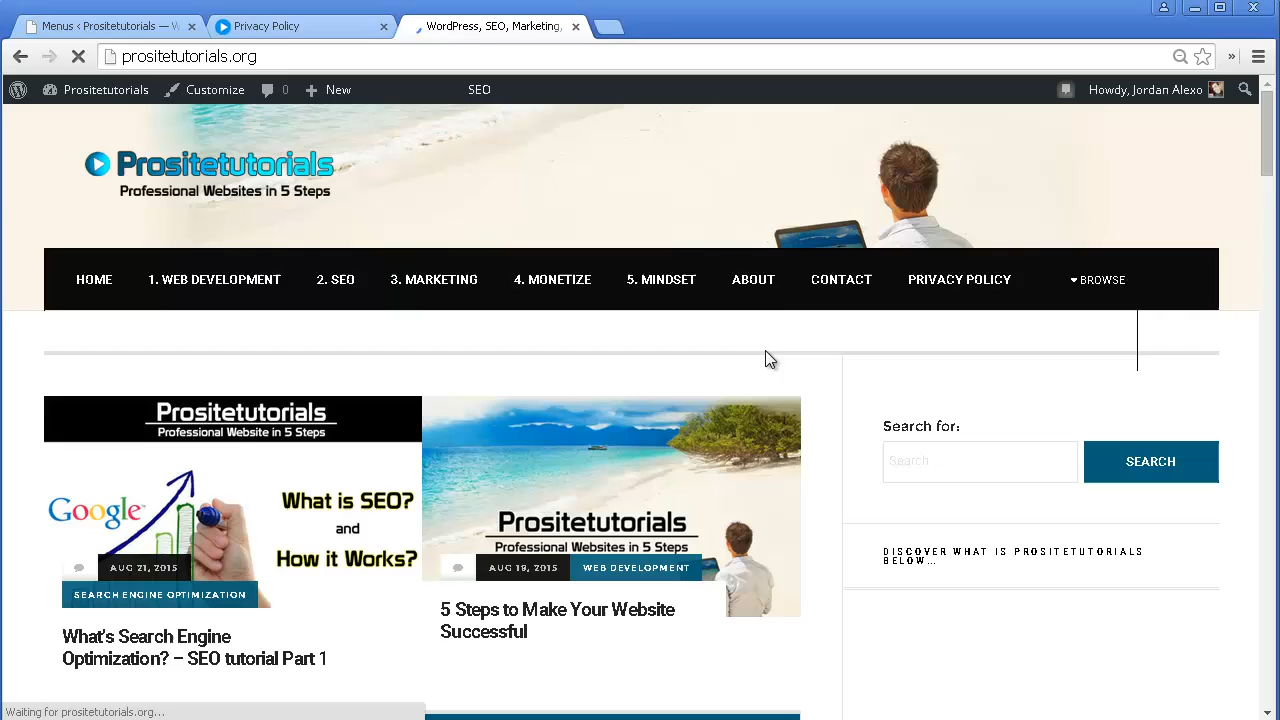 Menus ‹ Prositetutorials — W
Privacy Policy
WordPress, SEO, Marketing,
prositetutorials.org
Prositetutorials
Customize
0
New
SEO
Howdy, Jordan Alexo
Prositetutorials
Professional Websites in 5 Steps
HOME
1. WEB DEVELOPMENT
2. SEO
3. MARKETING
4. MONETIZE
5. MINDSET
ABOUT
CONTACT
PRIVACY POLICY
BROWSE
Prositetutorials
Professional Website in 5 Steps
Google
What is SEO?
and
How it Works?
AUG 21, 2015
SEARCH ENGINE OPTIMIZATION
What's Search Engine
Optimization? – SEO tutorial Part 1
Prositetutorials
Professional Websites in 5 Steps
AUG 19, 2015
WEB DEVELOPMENT
5 Steps to Make Your Website
Successful
Search for:
Search …
SEARCH
DISCOVER WHAT IS PROSITETUTORIALS
BELOW…
Waiting for prositetutorials.org...